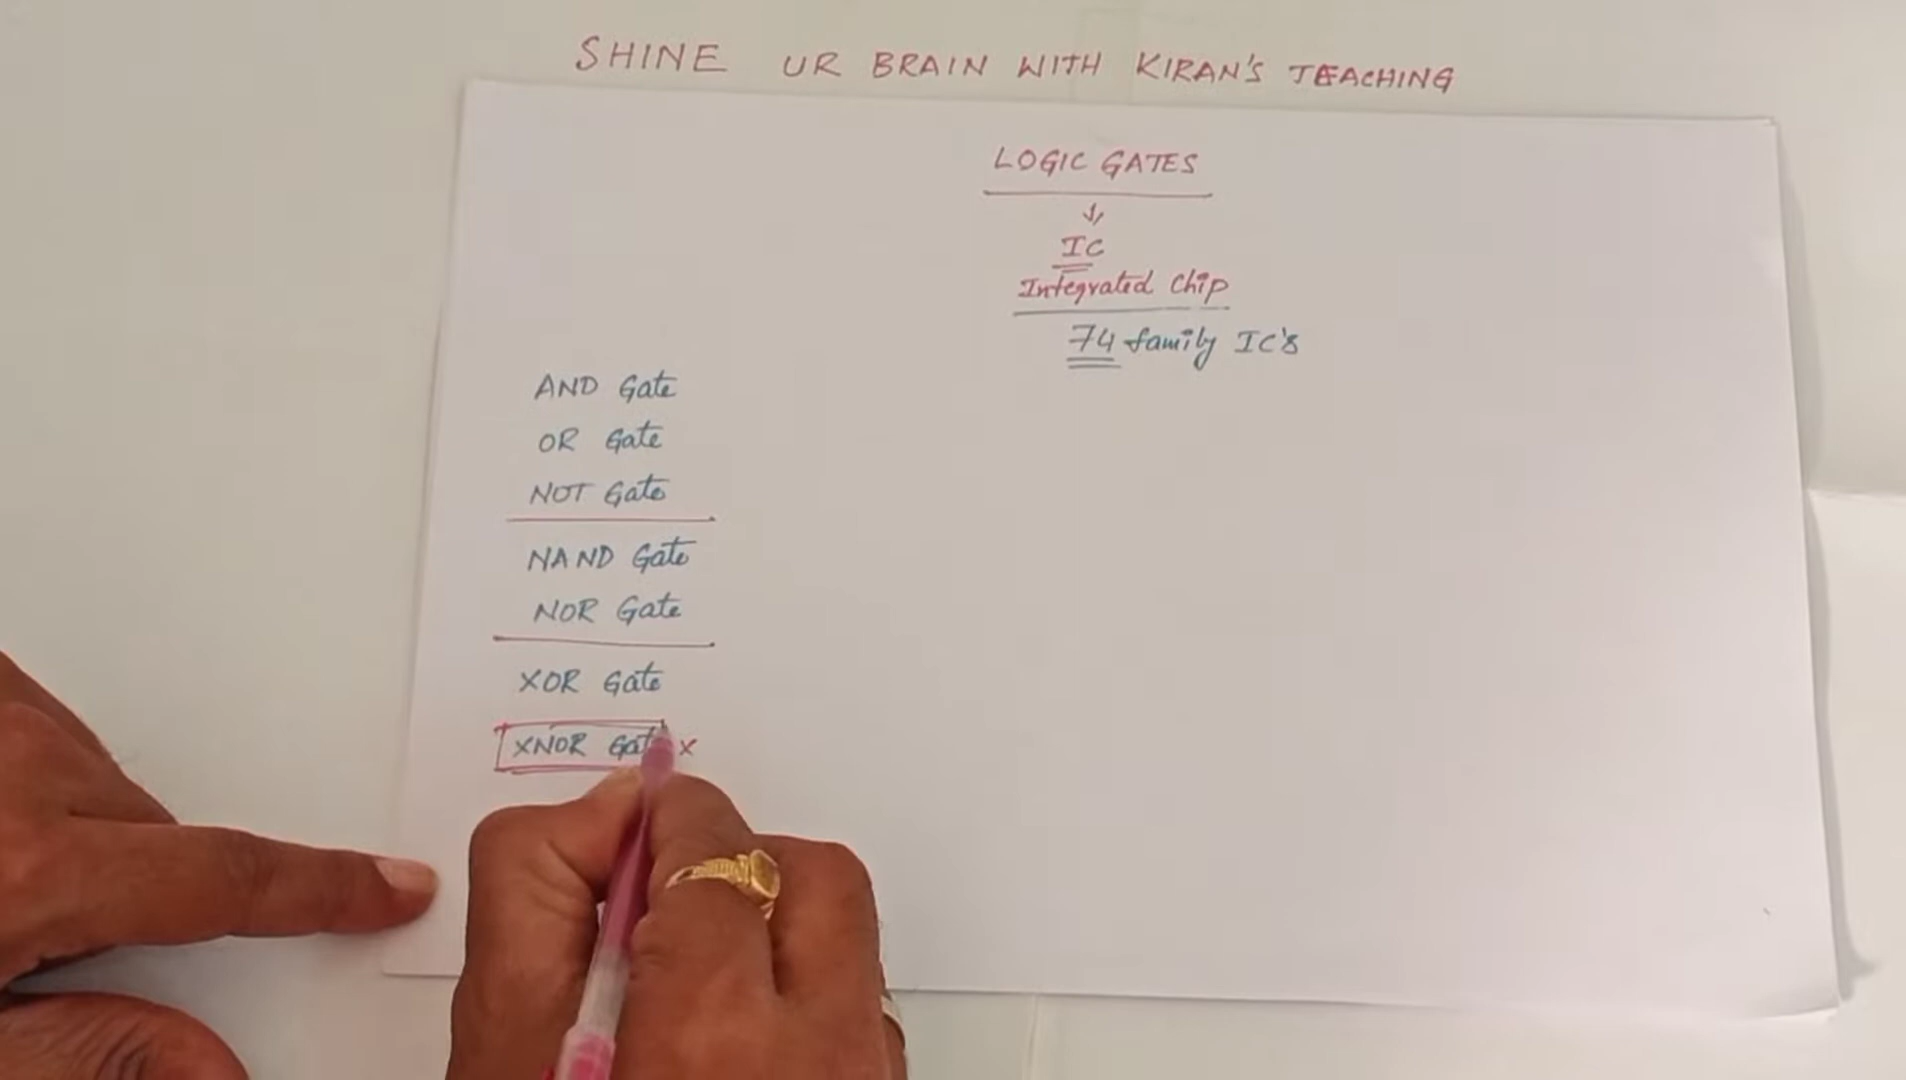 SHINE UR BRAIN WITH KIRAN'S TEACHING
LOGIC GATES
IC
Integrated Chip
74 family IC's
AND Gate
OR Gate
NOT Gate
NAND Gate
NOR Gate
XOR Gate
XNOR Gate x